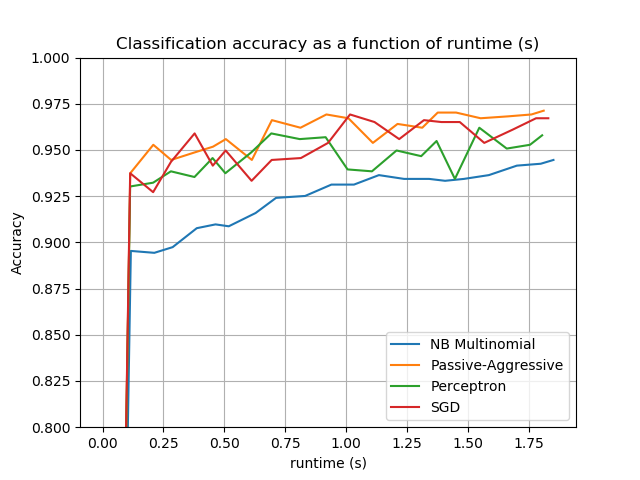 Classification accuracy as a function of runtime (s)
1.000
0.975
0.950
0.925
0.900
0.875
0.850
0.825
0.800
Accuracy
NB Multinomial
Passive-Aggressive
Perceptron
SGD
0.00 0.25 0.50 0.75 1.00 1.25 1.50 1.75
runtime (s)